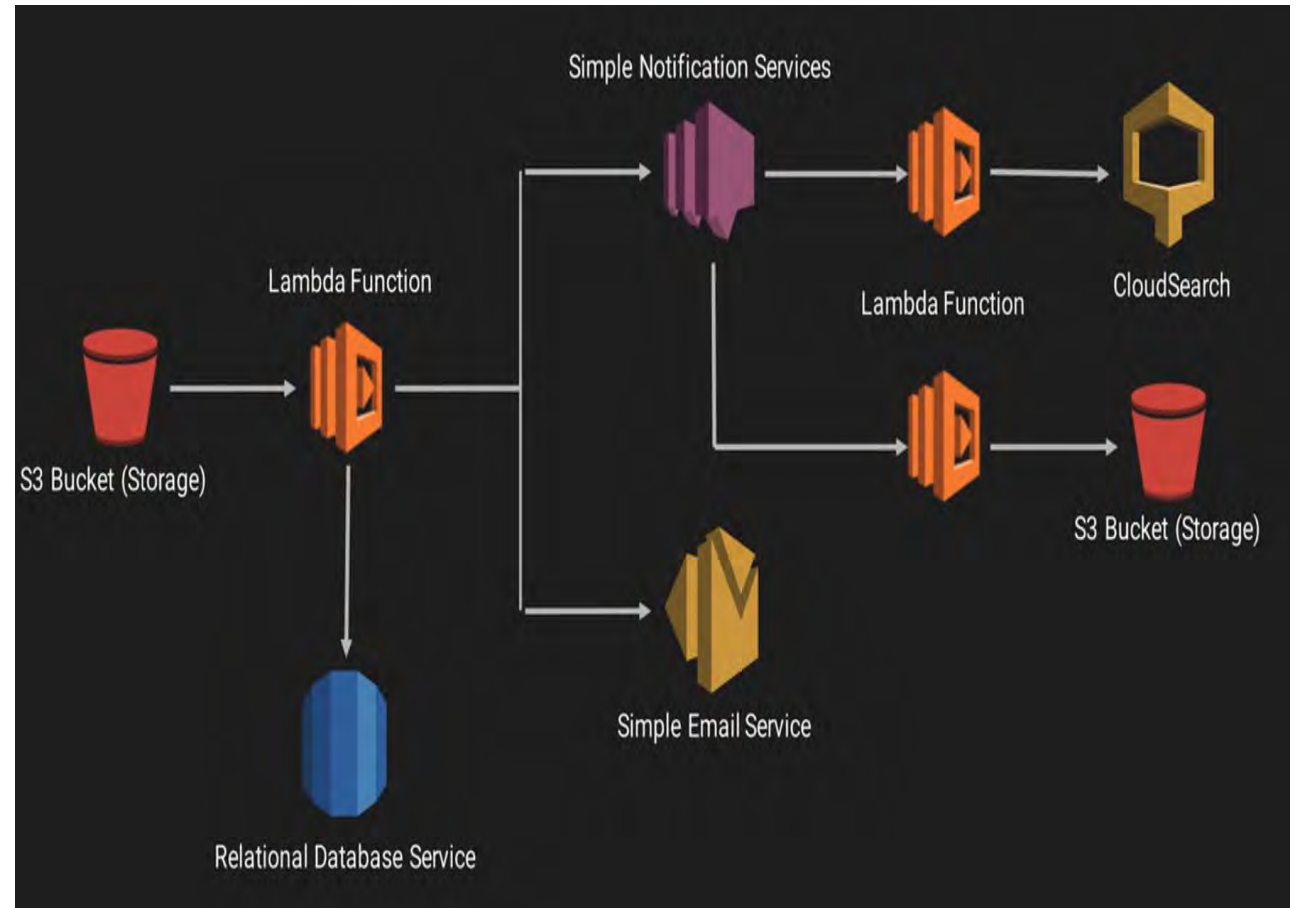 Simple Notification Services
Lambda Function
CloudSearch
Lambda Function
S3 Bucket (Storage)
S3 Bucket (Storage)
Simple Email Service
Relational Database Service